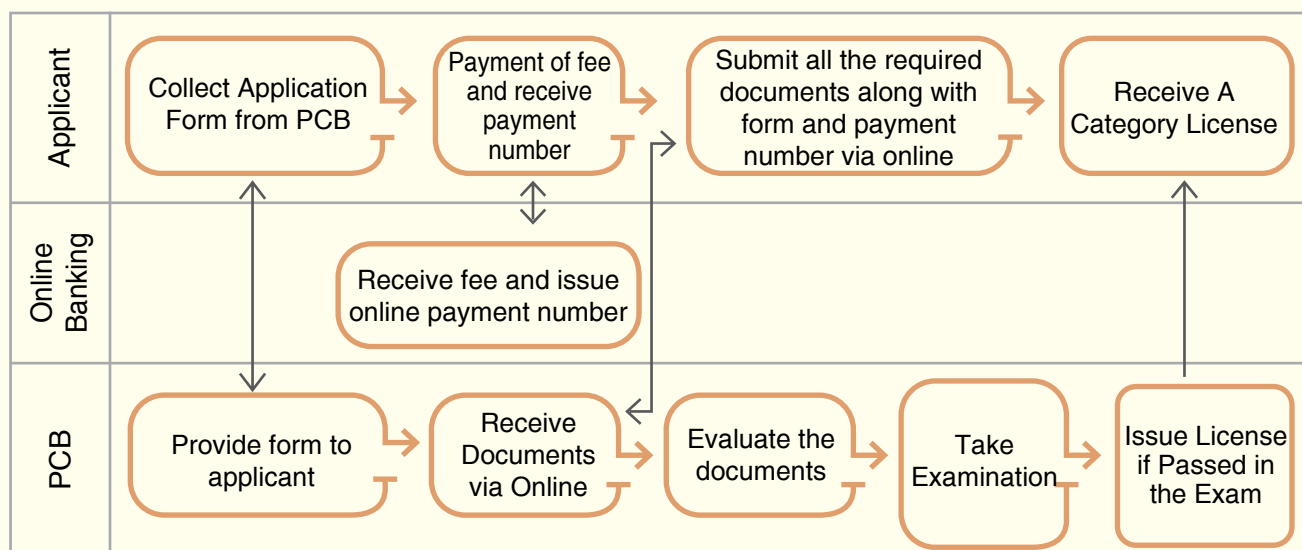 Applicant
Collect Application
Form from PCB
Payment of fee
and receive
payment
number
Submit all the required
documents along with
form and payment
number via online
Receive A
Category License
Online
Banking
Receive fee and issue
online payment number
PCB
Provide form to
applicant
Receive
Documents
via Online
Evaluate the
documents
Take
Examination
Issue License
if Passed in
the Exam